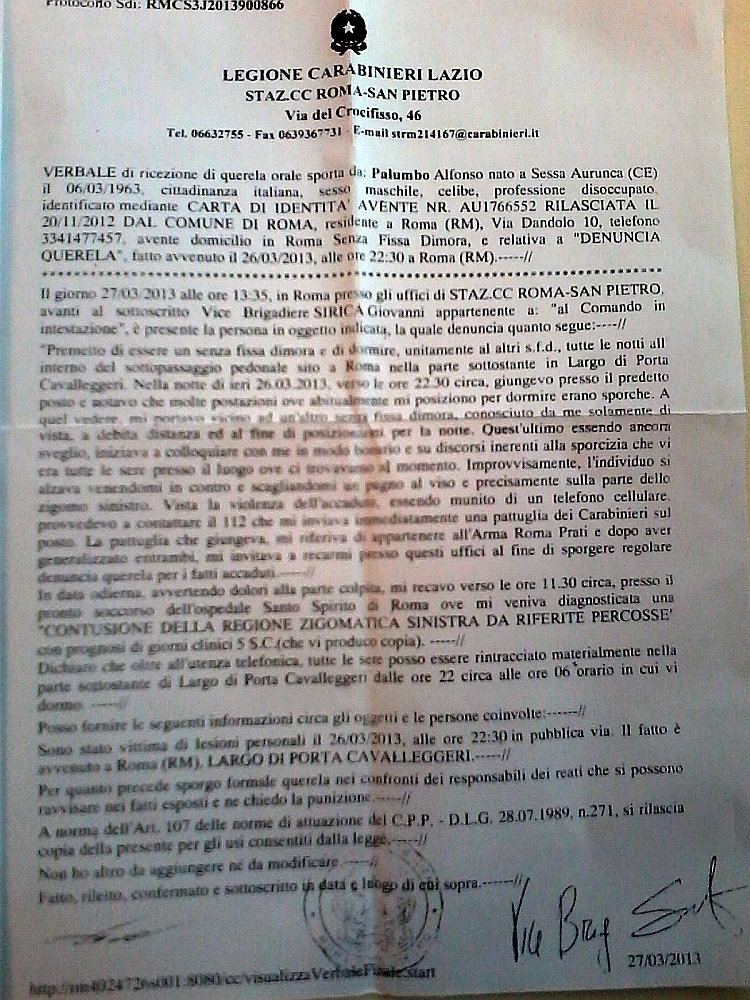 Protocollo Sdi: RMCS3J2013900866
LEGIONE CARABINIERI LAZIO
STAZ.CC ROMA-SAN PIETRO
Via del Crocifisso, 46
Tel. 06632755 - Fax 0639367731 - E-mail strm214167@carabinieri.it
VERBALE di ricezione di querela orale sporta da: Palumbo Alfonso nato a Sessa Aurunca (CE)
il 06/03/1963, cittadinanza italiana, sesso maschile, celibe, professione disoccupato,
identificato mediante CARTA DI IDENTITA' AVENTE NR. AU1766552 RILASCIATA IL
20/11/2012 DAL COMUNE DI ROMA, residente a Roma (RM), Via Dandolo 10, telefono
3341477457, avente domicilio in Roma Senza Fissa Dimora, e relativa a "DENUNCIA
QUERELA", fatto avvenuto il 26/03/2013, alle ore 22:30 a Roma (RM).-----//
Il giorno 27/03/2013 alle ore 13:35, in Roma presso gli uffici di STAZ.CC ROMA-SAN PIETRO,
avanti al sottoscritto Vice Brigadiere SIRICA Giovanni appartenente a: "al Comando in
intestazione", è presente la persona in oggetto indicata, la quale denuncia quanto segue:----//
"Premetto di essere un senza fissa dimora e di dormire, unitamente al altri s.f.d., tutte le notti all
interno del sottopassaggio pedonale sito a Roma nella parte sottostante in Largo di Porta
Cavalleggeri. Nella notte di ieri 26.03.2013, verso le ore 22.30 circa, giungevo presso il predetto
posto e notavo che molte postazioni ove abitualmente mi posiziono per dormire erano sporche. A
quel vedere, mi portavo vicino ad un'altro senza fissa dimora, conosciuto da me solamente di
vista, a debita distanza ed al fine di posizionarmi per la notte. Quest'ultimo essendo ancora
sveglio, iniziava a colloquiare con me in modo bonario e su discorsi inerenti alla sporcizia che vi
era tutte le sere presso il luogo ove ci trovavamo al momento. Improvvisamente, l'individuo si
alzava venendomi in contro e scagliandomi un pugno al viso e precisamente sulla parte dello
zigomo sinistro. Vista la violenza dell'accaduto, essendo munito di un telefono cellulare,
provvedevo a contattare il 112 che mi inviava immediatamente una pattuglia dei Carabinieri sul
posto. La pattuglia che giungeva, mi riferiva di appartenere all'Arma Roma Prati e dopo aver
generalizzato entrambi, mi invitava a recarmi presso questi uffici al fine di sporgere regolare
denuncia querela per i fatti accaduti.-----//
In data odierna, avvertendo dolori alla parte colpita, mi recavo verso le ore 11.30 circa, presso il
pronto soccorso dell'ospedale Santo Spirito di Roma ove mi veniva diagnosticata una
"CONTUSIONE DELLA REGIONE ZIGOMATICA SINISTRA DA RIFERITE PERCOSSE"
con prognosi di giorni clinici 5 S.C.(che vi produco copia). -----//
Dichiaro che oltre all'utenza telefonica, tutte le sere posso essere rintracciato materialmente nella
parte sottostante di Largo di Porta Cavalleggeri dalle ore 22 circa alle ore 06 orario in cui vi
dormo. -----//
Posso fornire le seguenti informazioni circa gli oggetti e le persone coinvolte:------//
Sono stato vittima di lesioni personali il 26/03/2013, alle ore 22:30 in pubblica via. Il fatto è
avvenuto a Roma (RM), LARGO DI PORTA CAVALLEGGERI.-----//
Per quanto precede sporgo formale querela nei confronti dei responsabili dei reati che si possono
ravvisare nei fatti esposti e ne chiedo la punizione.-----//
A norma dell'Art. 107 delle norme di attuazione del C.P.P. - D.L.G. 28.07.1989, n.271, si rilascia
copia della presente per gli usi consentiti dalla legge.-----//
Non ho altro da aggiungere ne da modificare.-----//
Fatto, riletto, confermato e sottoscritto in data e luogo di cui sopra.------//
Vice Brig
27/03/2013